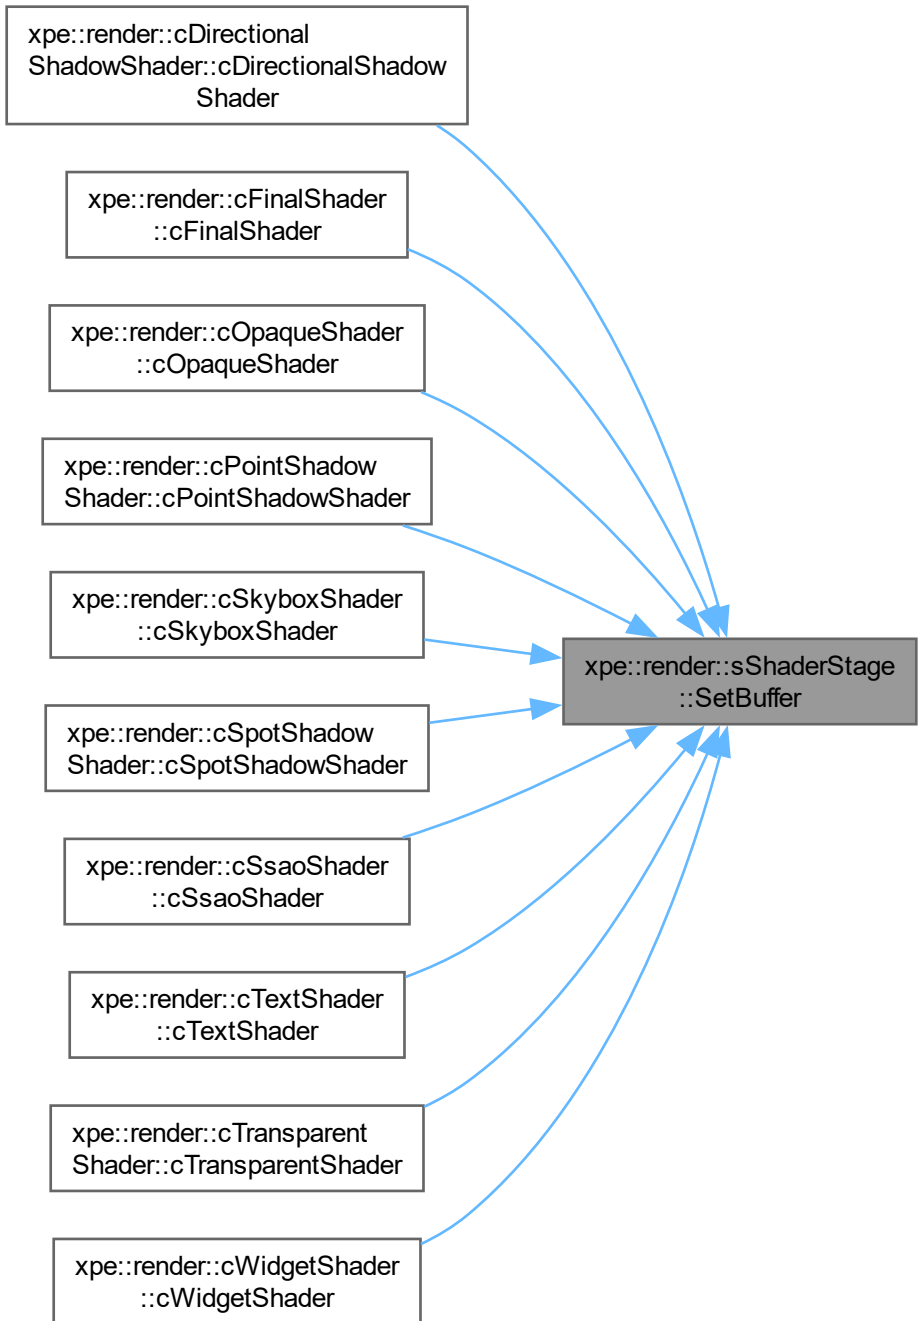 xpe::render::cDirectional
ShadowShader::cDirectionalShadow
Shader
xpe::render::cFinalShader
::cFinalShader
xpe::render::cOpaqueShader
::cOpaqueShader
xpe::render::cPointShadow
Shader::cPointShadowShader
xpe::render::cSkyboxShader
::cSkyboxShader
xpe::render::sShaderStage
::SetBuffer
xpe::render::cSpotShadow
Shader::cSpotShadowShader
xpe::render::cSsaoShader
::cSsaoShader
xpe::render::cTextShader
::cTextShader
xpe::render::cTransparent
Shader::cTransparentShader
xpe::render::cWidgetShader
::cWidgetShader